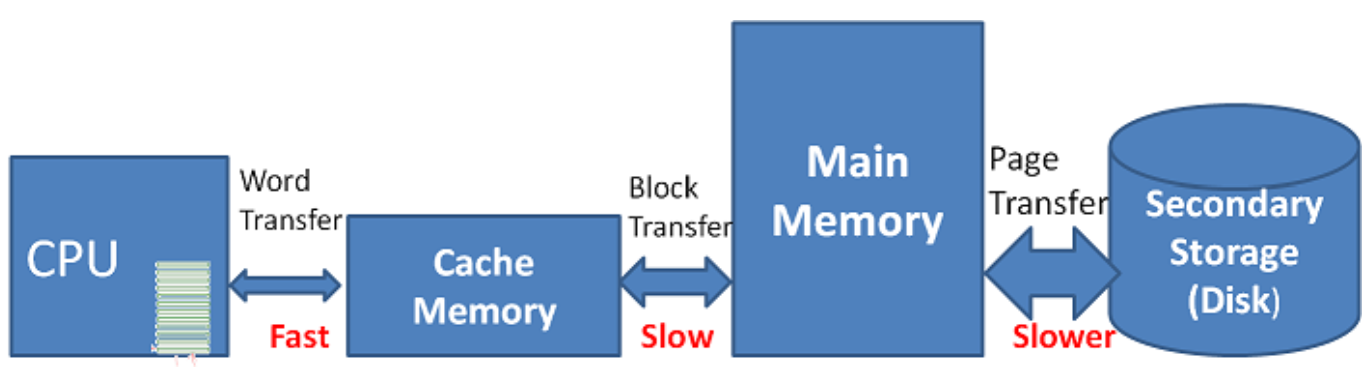 CPU
Word
Transfer
Fast
Cache
Memory
Block
Transfer
Slow
Main
Memory
Page
Transfer
Slower
Secondary
Storage
(Disk)